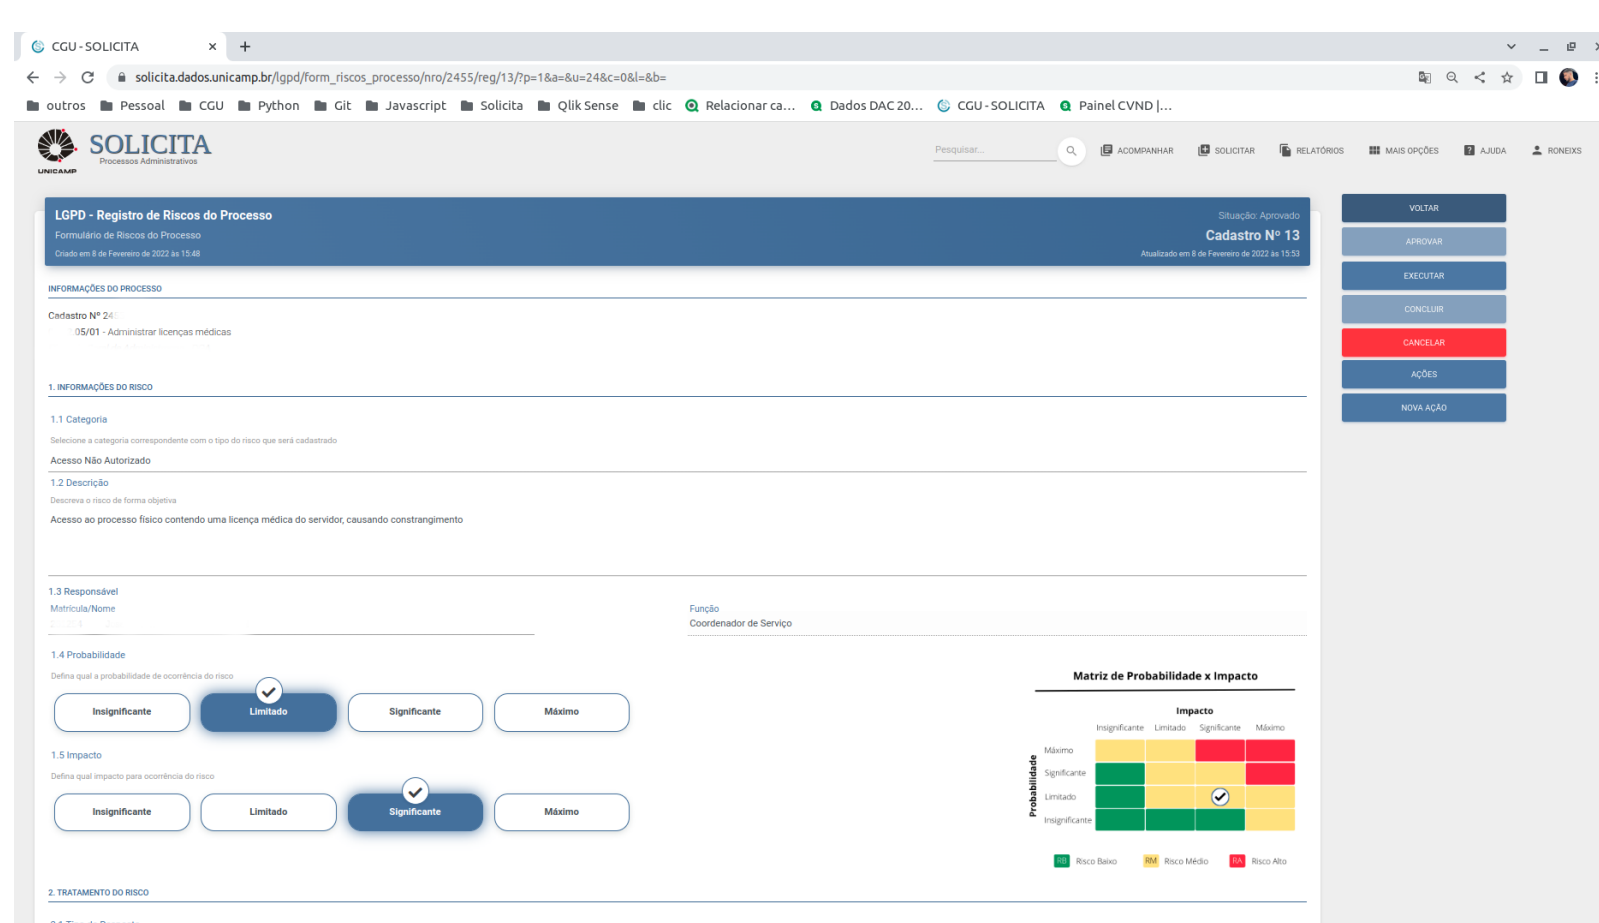 CGU - SOLICITA
solicita.dados.unicamp.br/lgpd/form_riscos_processo/nro/2455/reg/13/?p=1&a=&u=24&c=0&l=&b=
outros Pessoal CGU Python Git Javascript Solicita Qlik Sense clic Relacionar ca... Dados DAC 20... CGU - SOLICITA Painel CVND |...
UNICAMP
SOLICITA
Processos Administrativos
Pesquisar... ACOMPANHAR SOLICITAR RELATÓRIOS MAIS OPÇÕES AJUDA RONEIXS
LGPD - Registro de Riscos do Processo
Formulário de Riscos do Processo
Criado em 8 de Fevereiro de 2022 às 15:48
Situação: Aprovado
Cadastro Nº 13
Atualizado em 8 de Fevereiro de 2022 às 15:53
VOLTAR
APROVAR
EXECUTAR
CONCLUIR
CANCELAR
AÇÕES
NOVA AÇÃO
INFORMAÇÕES DO PROCESSO
Cadastro Nº 24
05/01 - Administrar licenças médicas
1. INFORMAÇÕES DO RISCO
1.1 Categoria
Selecione a categoria correspondente com o tipo do risco que será cadastrado
Acesso Não Autorizado
1.2 Descrição
Descreva o risco de forma objetiva
Acesso ao processo físico contendo uma licença médica do servidor, causando constrangimento
1.3 Responsável
Matrícula/Nome
Função
Coordenador de Serviço
1.4 Probabilidade
Defina qual a probabilidade de ocorrência do risco
Insignificante Limitado Significante Máximo
1.5 Impacto
Defina qual impacto para ocorrência do risco
Insignificante Limitado Significante Máximo
Matriz de Probabilidade x Impacto
Impacto
Insignificante Limitado Significante Máximo
Probabilidade
Máximo
Significante
Limitado
Insignificante
RB Risco Baixo RM Risco Médio RA Risco Alto
2. TRATAMENTO DO RISCO